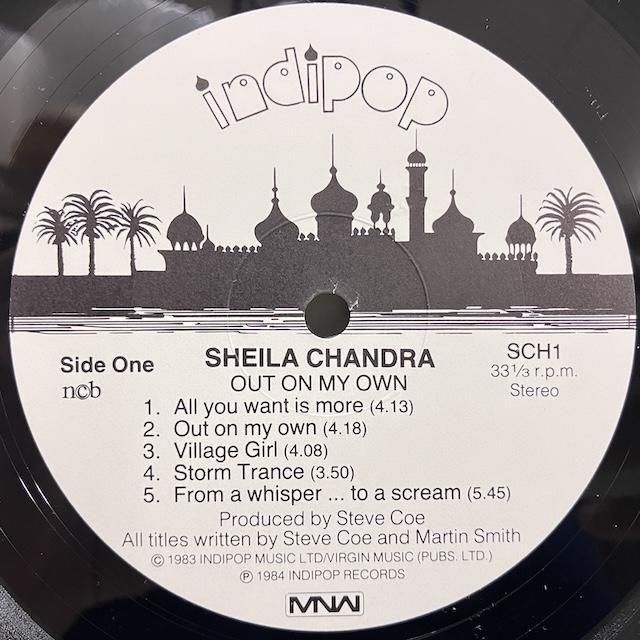 indipop
Side One
ncb
SHEILA CHANDRA
OUT ON MY OWN
SCH1
33⅓ r.p.m.
Stereo
1. All you want is more (4.13)
2. Out on my own (4.18)
3. Village Girl (4.08)
4. Storm Trance (3.50)
5. From a whisper ... to a scream (5.45)
Produced by Steve Coe
All titles written by Steve Coe and Martin Smith
© 1983 INDIPOP MUSIC LTD/VIRGIN MUSIC (PUBS. LTD.)
℗ 1984 INDIPOP RECORDS
MNW